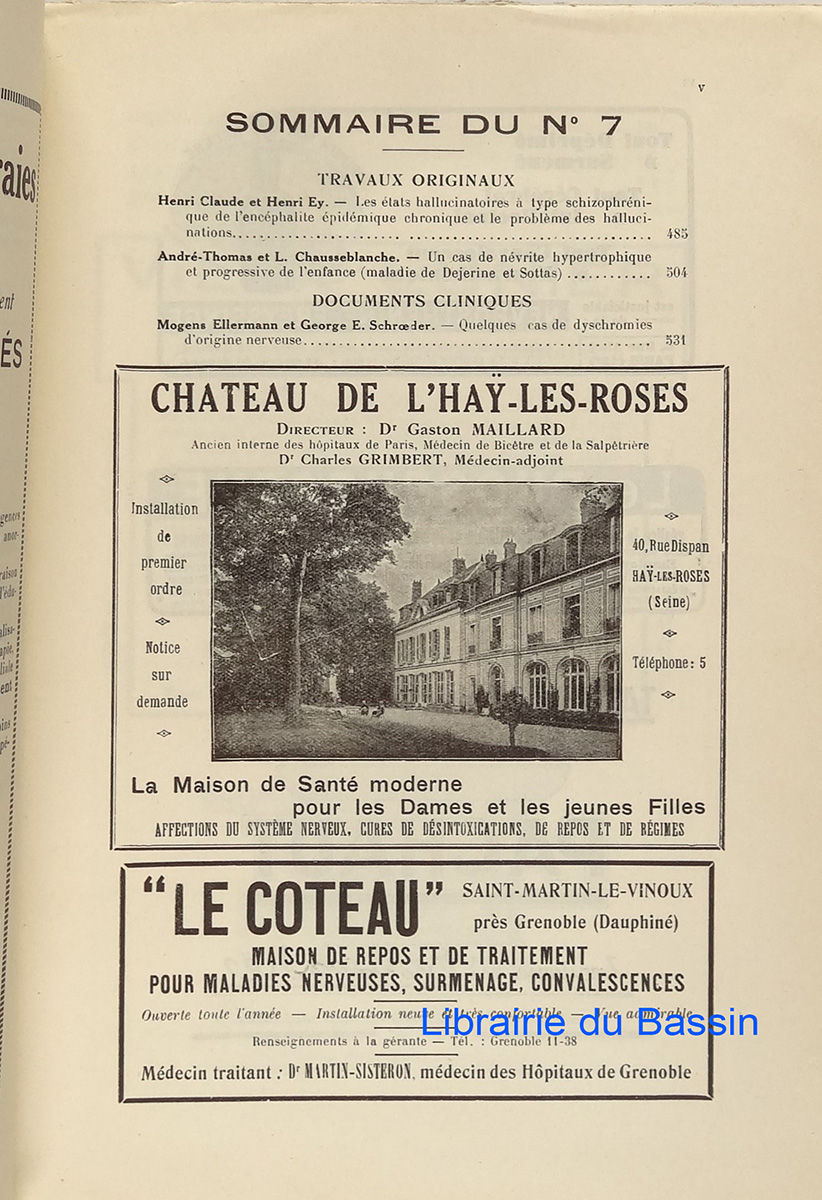 v
SOMMAIRE DU N° 7
TRAVAUX ORIGINAUX
Henri Claude et Henri Ey. — Les états hallucinatoires à type schizophréni-
que de l'encéphalite épidémique chronique et le problème des halluci-
nations........................ .................................... 485
André-Thomas et L. Chausseblanche. — Un cas de névrite hypertrophique
et progressive de l'enfance (maladie de Dejerine et Sottas) ............ 504
DOCUMENTS CLINIQUES
Mogens Ellermann et George E. Schrœder. — Quelques cas de dyschromies
d'origine nerveuse.................................................. 531
CHATEAU DE L'HAŸ-LES-ROSES
DIRECTEUR : Dr Gaston MAILLARD
Ancien interne des hôpitaux de Paris, Médecin de Bicêtre et de la Salpêtrière
Dr Charles GRIMBERT, Médecin-adjoint
Installation
de
premier
ordre
Notice
sur
demande
40, Rue Dispan
HAŸ-LES-ROSES
(Seine)
Téléphone : 5
La Maison de Santé moderne
pour les Dames et les jeunes Filles
AFFECTIONS DU SYSTÈME NERVEUX, CURES DE DÉSINTOXICATIONS, DE REPOS ET DE RÉGIMES
"LE COTEAU" SAINT-MARTIN-LE-VINOUX
près Grenoble (Dauphiné)
MAISON DE REPOS ET DE TRAITEMENT
POUR MALADIES NERVEUSES, SURMENAGE, CONVALESCENCES
Ouverte toute l'année — Installation neuve et très confortable — Vue admirable
Librairie du Bassin
Renseignements à la gérante — Tél. : Grenoble 11-38
Médecin traitant : Dr MARTIN-SISTERON, médecin des Hôpitaux de Grenoble